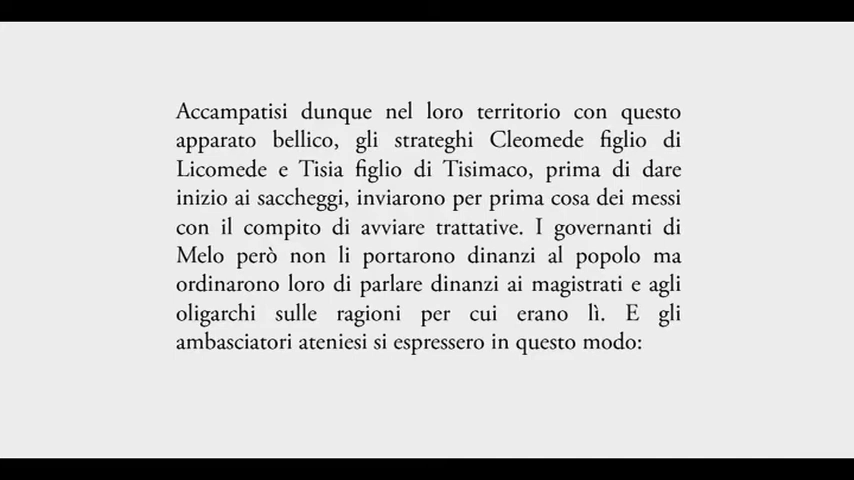 Accampatisi dunque nel loro territorio con questo
apparato bellico, gli strateghi Cleomede figlio di
Licomede e Tisia figlio di Tisimaco, prima di dare
inizio ai saccheggi, inviarono per prima cosa dei messi
con il compito di avviare trattative. I governanti di
Melo però non li portarono dinanzi al popolo ma
ordinarono loro di parlare dinanzi ai magistrati e agli
oligarchi sulle ragioni per cui erano lì. E gli
ambasciatori ateniesi si espressero in questo modo: